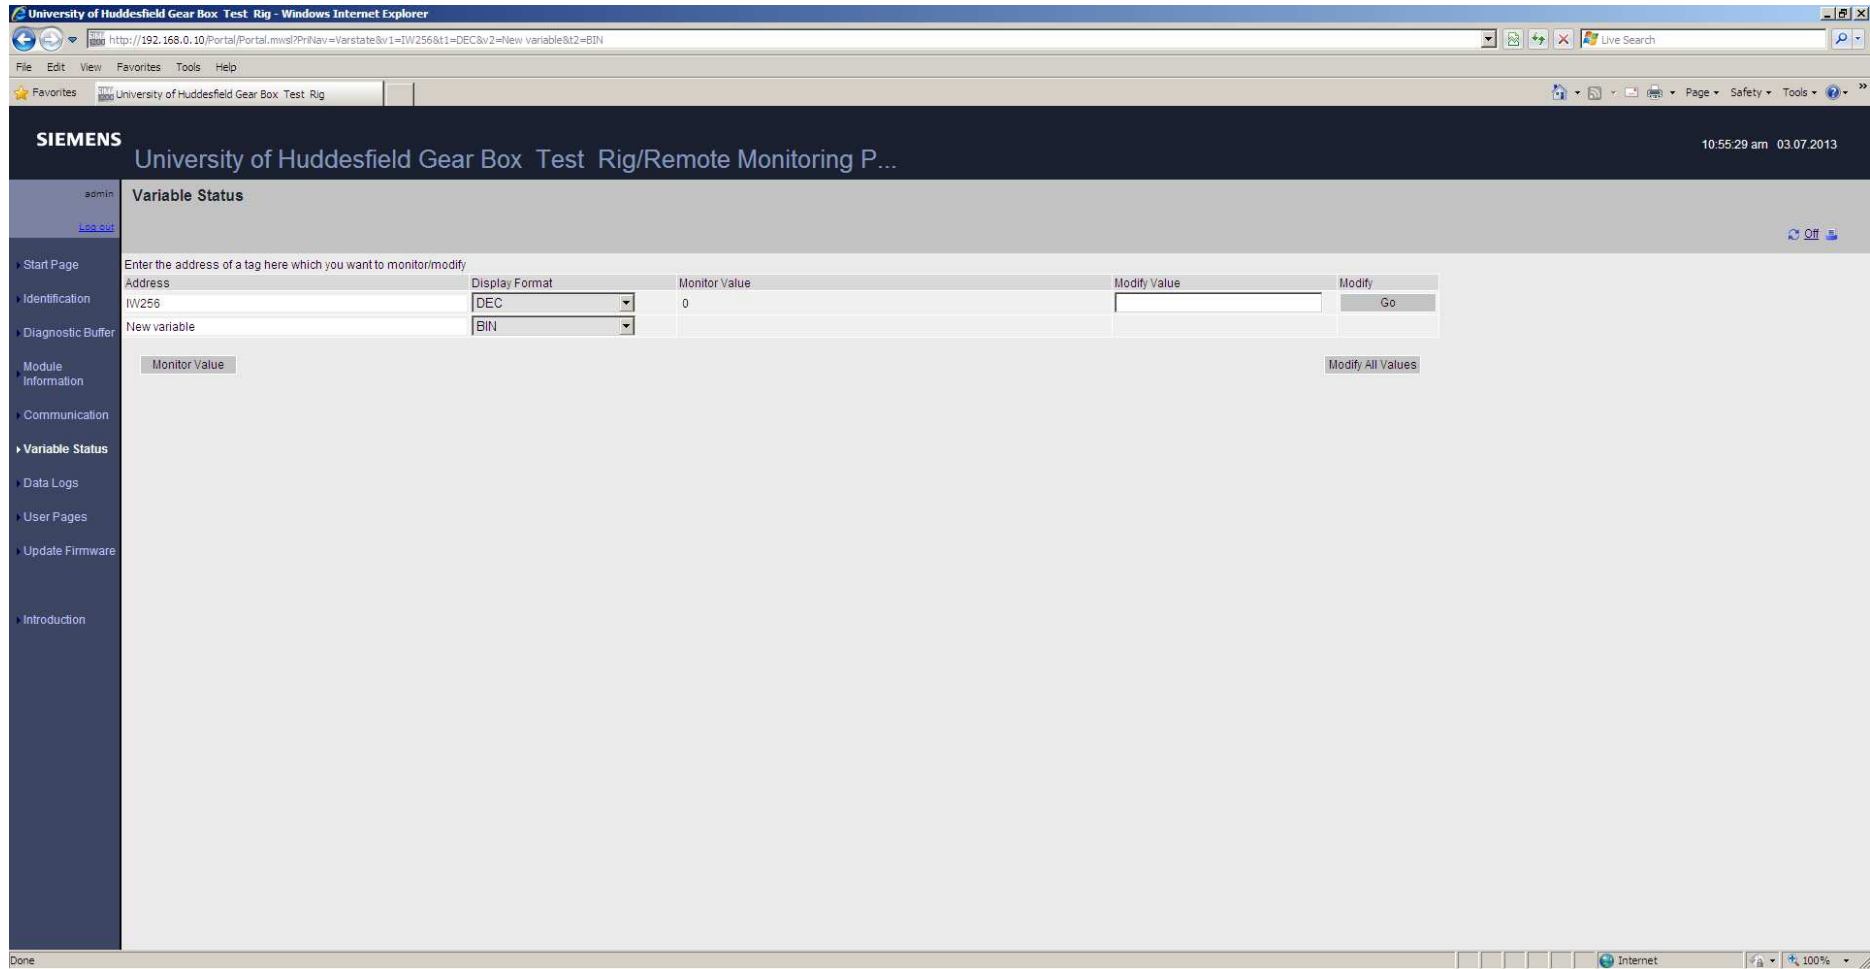 University of Huddesfield Gear Box Test Rig - Windows Internet Explorer
http://192.168.0.10/Portal/Portal.mwsl?PriNav=Varstate&v1=IW256&t1=DEC&v2=New variable&t2=BIN
Live Search
File Edit View Favorites Tools Help
Favorites University of Huddesfield Gear Box Test Rig
Page Safety Tools
SIEMENS
University of Huddesfield Gear Box Test Rig/Remote Monitoring P...
10:55:29 am 03.07.2013
admin
Variable Status
Log out
Off
Start Page
Identification
Diagnostic Buffer
Module
Information
Communication
Variable Status
Data Logs
User Pages
Update Firmware
Introduction
Enter the address of a tag here which you want to monitor/modify
Address Display Format Monitor Value Modify Value Modify
IW256 DEC 0 Go
New variable BIN
Monitor Value Modify All Values
Done Internet 100%